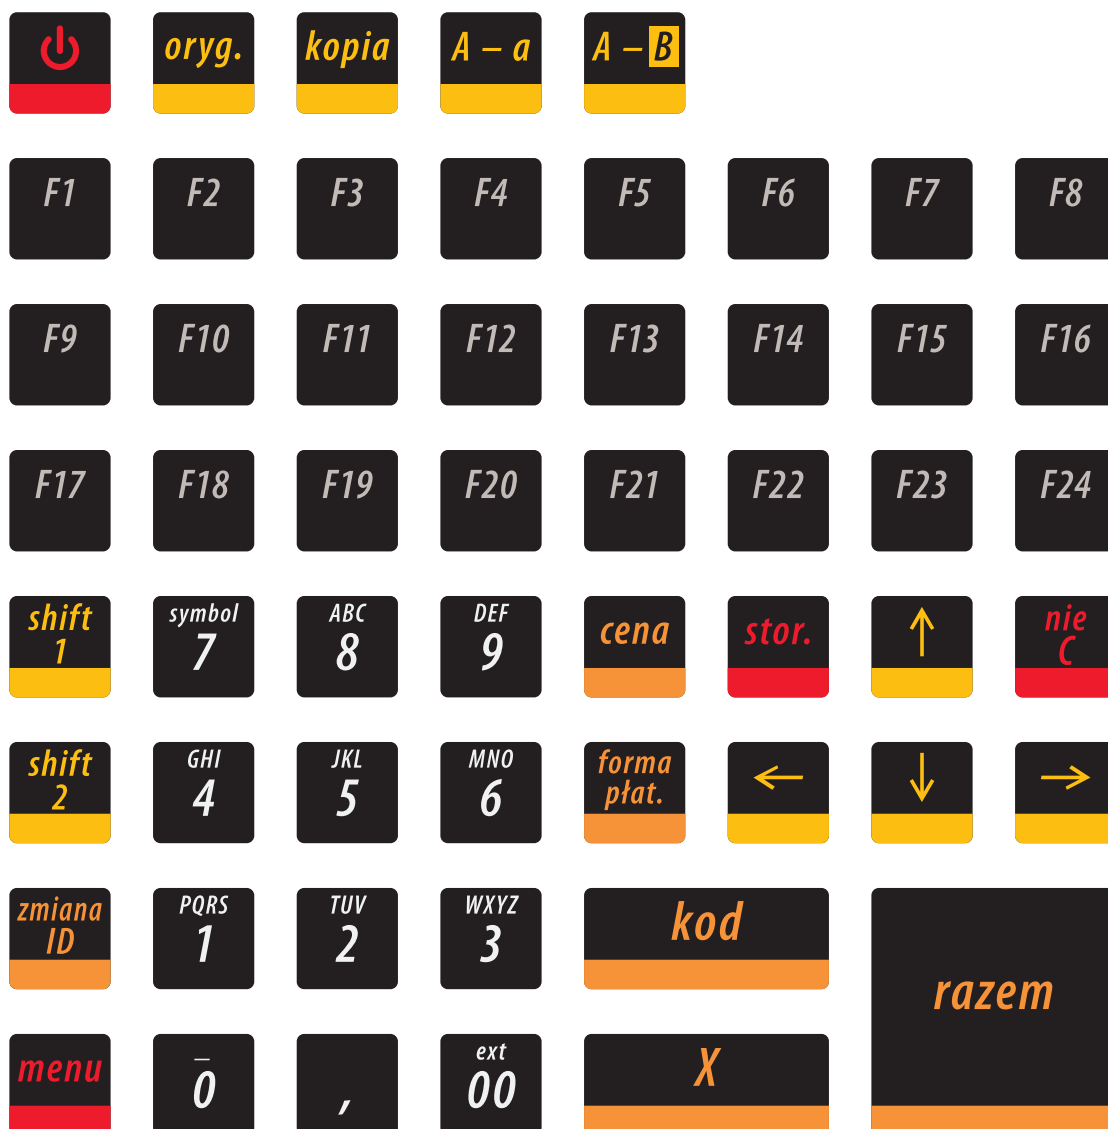 oryg. kopia A – a A – B
F1 F2 F3 F4 F5 F6 F7 F8
F9 F10 F11 F12 F13 F14 F15 F16
F17 F18 F19 F20 F21 F22 F23 F24
shift 1
symbol 7
ABC 8
DEF 9
cena
stor.
↑
nie C
shift 2
GHI 4
JKL 5
MNO 6
forma płat.
← ↓ →
zmiana ID
PQRS 1
TUV 2
WXYZ 3
kod
razem
menu
_ 0
,
ext 00
X